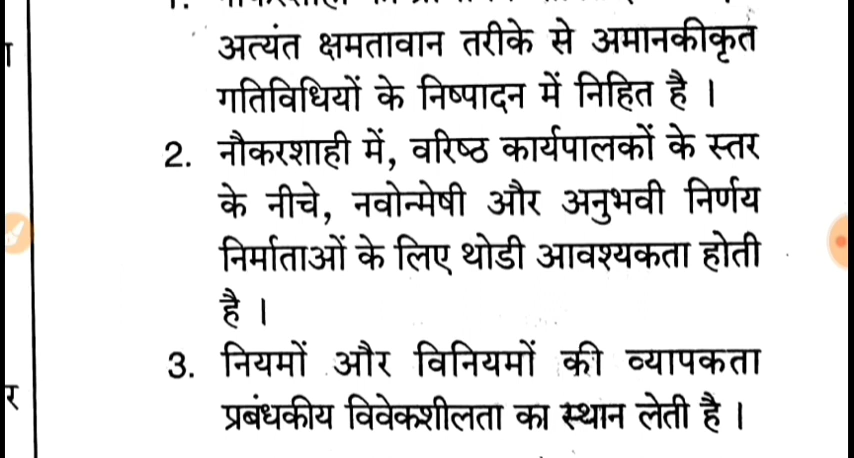 1.
अत्यंत क्षमतावान तरीके से अमानकीकृत
गतिविधियों के निष्पादन में निहित है ।
2. नौकरशाही में, वरिष्ठ कार्यपालकों के स्तर
के नीचे, नवोन्मेषी और अनुभवी निर्णय
निर्माताओं के लिए थोडी आवश्यकता होती
है ।
3. नियमों और विनियमों की व्यापकता
र
प्रबंधकीय विवेकशीलता का स्थान लेती है ।